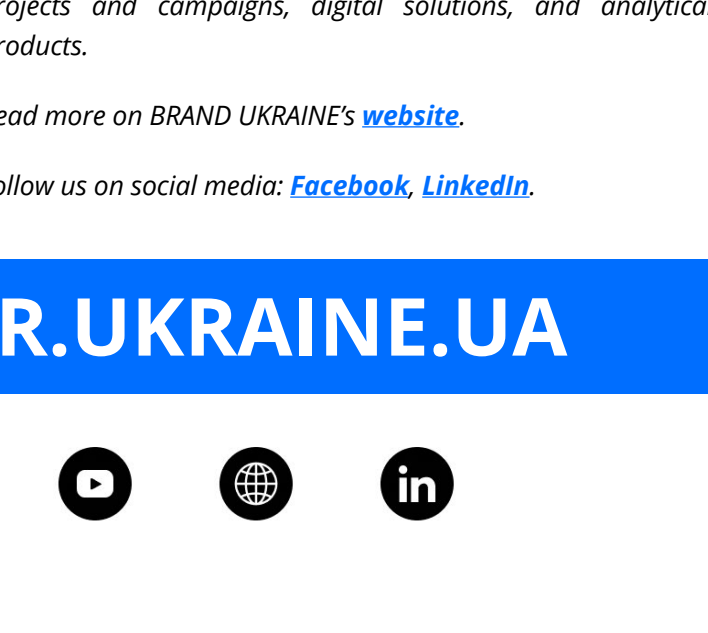 rojects and campaigns, digital solutions, and analytical
roducts.
ead more on BRAND UKRAINE’s website.
ollow us on social media: Facebook, LinkedIn.
R.UKRAINE.UA
in